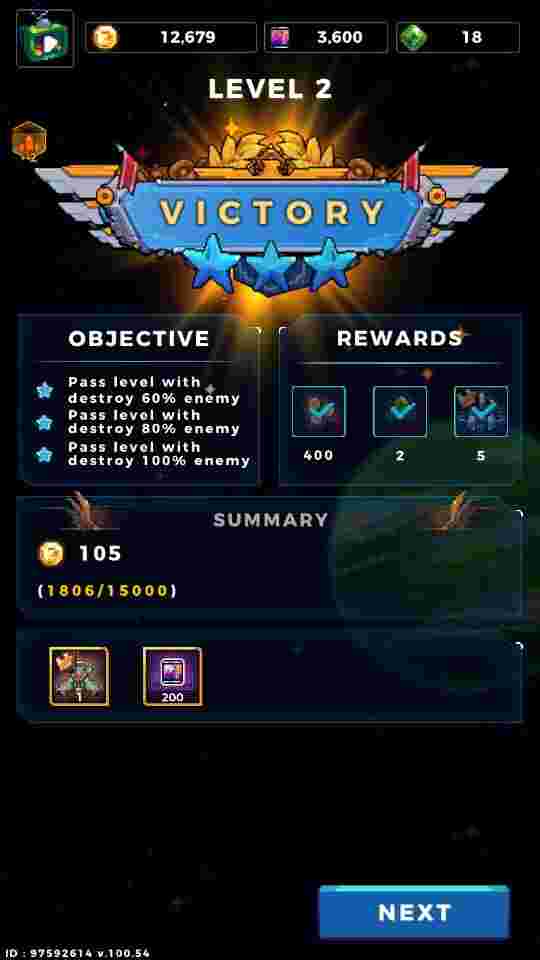 12,679
3,600
18
LEVEL 2
VICTORY
OBJECTIVE
Pass level with
destroy 60% enemy
Pass level with
destroy 80% enemy
Pass level with
destroy 100% enemy
REWARDS
400
2
5
SUMMARY
105
(1806/15000)
1
200
NEXT
ID : 97592614 v.100.54